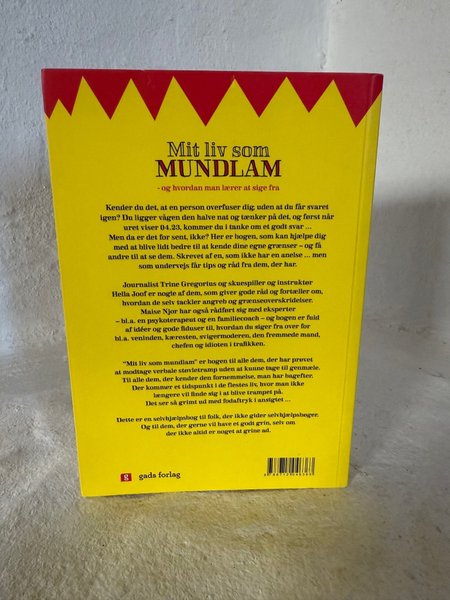 Mit liv som
MUNDLAM
- og hvordan man lærer at sige fra
Kender du det, at en person overfuser dig, uden at du får svaret
igen? Du ligger vågen den halve nat og tænker på det, og først når
uret viser 04.23, kommer du i tanke om et godt svar ...
Men da er det for sent, ikke? Her er bogen, som kan hjælpe dig
med at blive lidt bedre til at kende dine egne grænser – og få
andre til at se dem. Skrevet af en, som ikke har en anelse ... men
som undervejs får tips og råd fra dem, der har.
Journalist Trine Gregorius og skuespiller og instruktør
Hella Joof er nogle af dem, som giver gode råd og fortæller om,
hvordan de selv tackler angreb og grænseoverskridelser.
Maise Njor har også rådført sig med eksperter
– bl.a. en psykoterapeut og en familiecoach – og bogen er fuld
af idéer og gode fiduser til, hvordan du siger fra over for
bl.a. veninden, kæresten, svigermoderen, den fremmede mand,
chefen og idioten i trafikken.
"Mit liv som mundlam" er bogen til alle dem, der har prøvet
at modtage verbale støvletramp uden at kunne tage til genmæle.
Til alle dem, der kender den fornemmelse, man har bagefter.
Der kommer et tidspunkt i de flestes liv, hvor man ikke
længere vil finde sig i at blive trampet på.
Det ser så grimt ud med fodaftryk i ansigtet ...
Dette er en selvhjælpsbog til folk, der ikke gider selvhjælpsbøger.
Og til dem, der gerne vil have et godt grin, selv om
der ikke altid er noget at grine ad.
g gads forlag